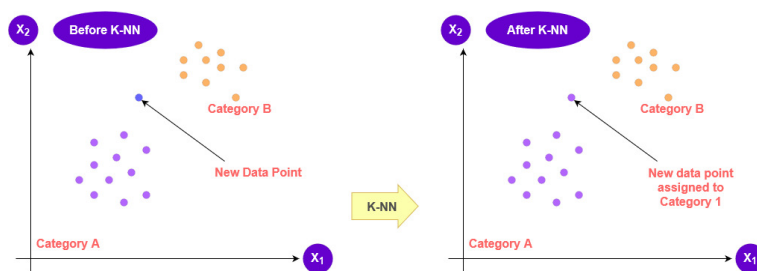 X2
Before K-NN
Category B
New Data Point
Category A
X1
K-NN
X2
After K-NN
Category B
New data point
assigned to
Category 1
Category A
X1